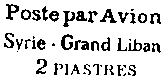 Poste par Avion
Syrie - Grand Liban
2 PIASTRES